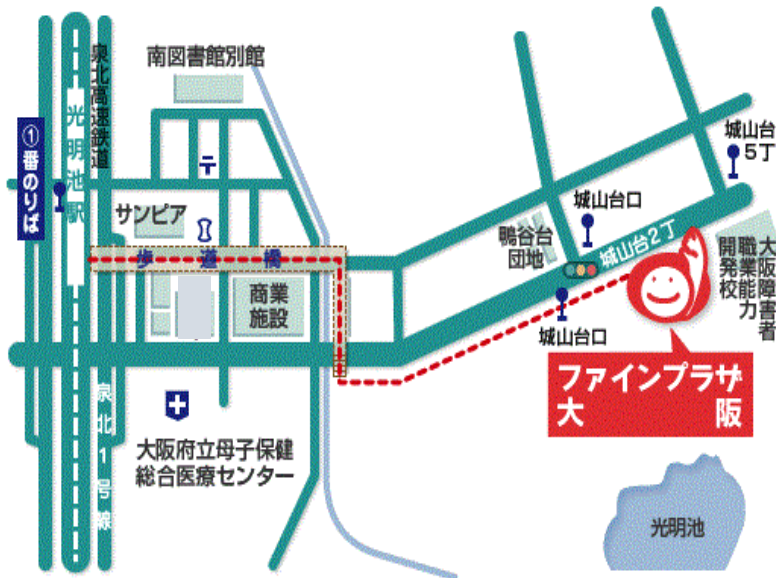 泉北高速鉄道
光明池駅
①番のりば
南図書館別館
〒
サンピア
歩道橋
商業
施設
泉北1号線
大阪府立母子保健
総合医療センター
鴨谷台
団地
城山台口
城山台2丁
城山台口
城山台
5丁
大阪障害者
職業能力
開発校
ファインプラザ
大阪
光明池